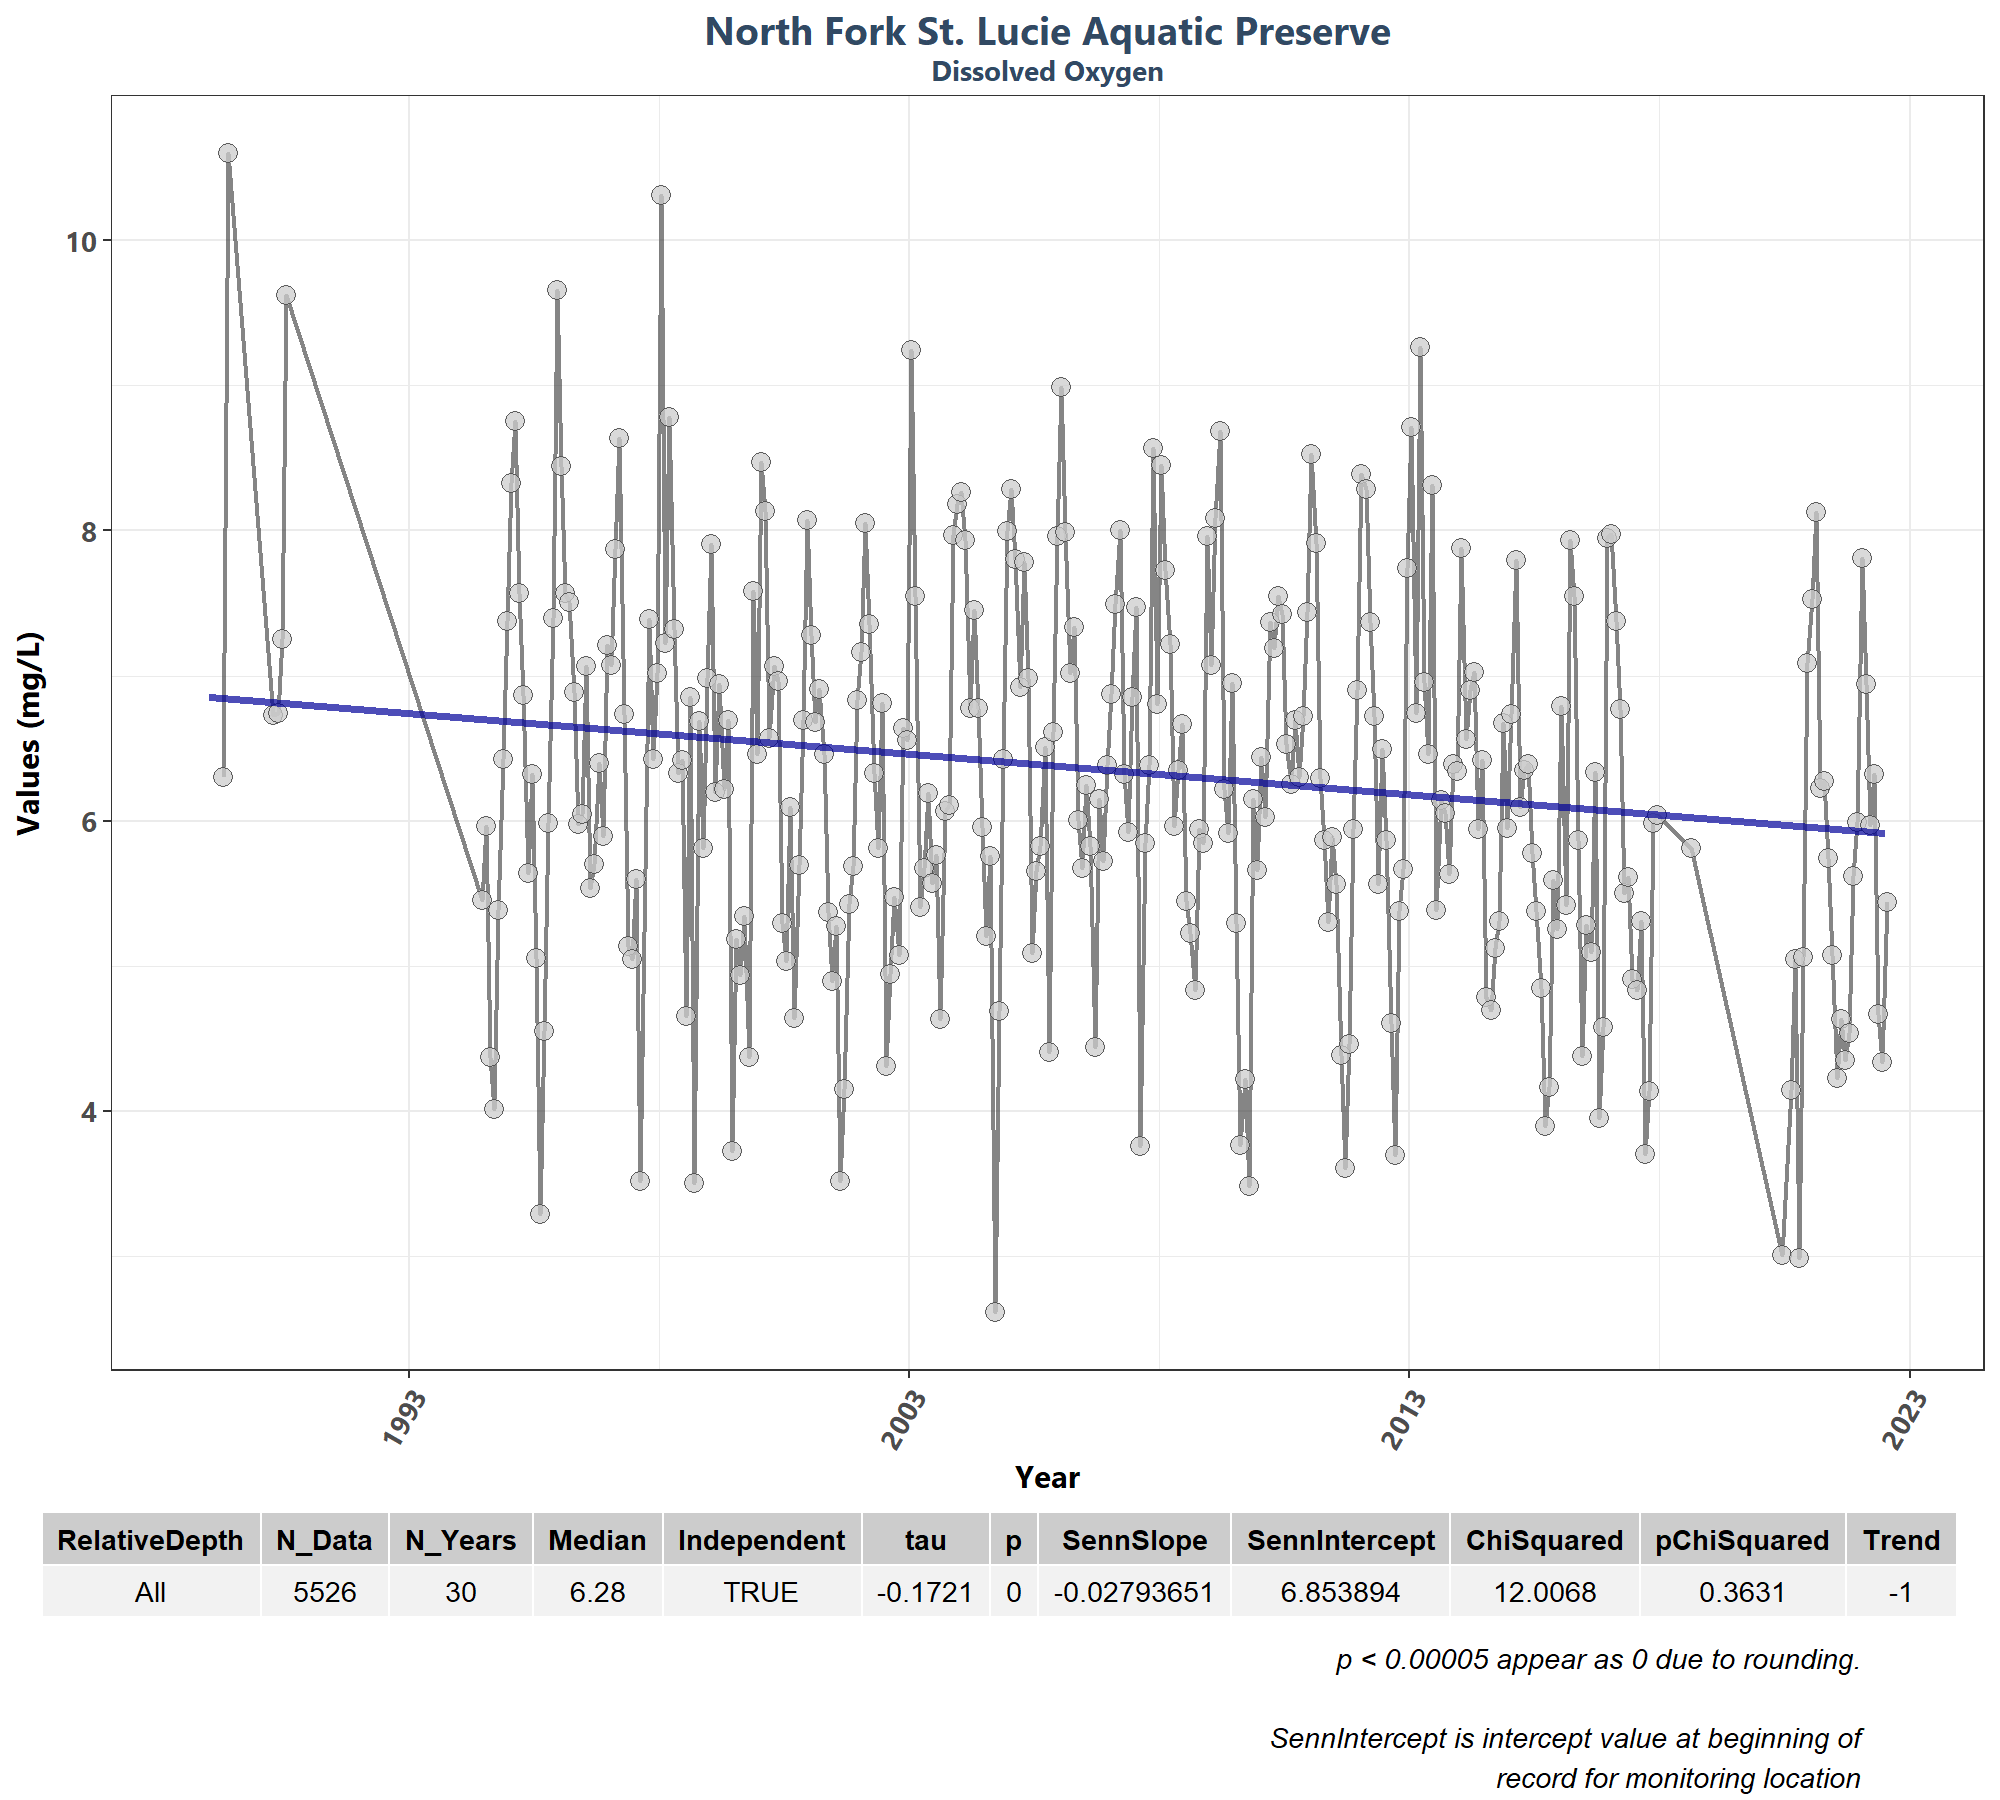 North Fork St. Lucie Aquatic Preserve
Dissolved Oxygen
Values (mg/L)
10
8
6
4
1993
2003
2013
2023
Year
RelativeDepth N_Data N_Years Median Independent tau p SennSlope SennIntercept ChiSquared pChiSquared Trend
All 5526 30 6.28 TRUE -0.1721 0 -0.02793651 6.853894 12.0068 0.3631 -1
p < 0.00005 appear as 0 due to rounding.
SennIntercept is intercept value at beginning of
record for monitoring location